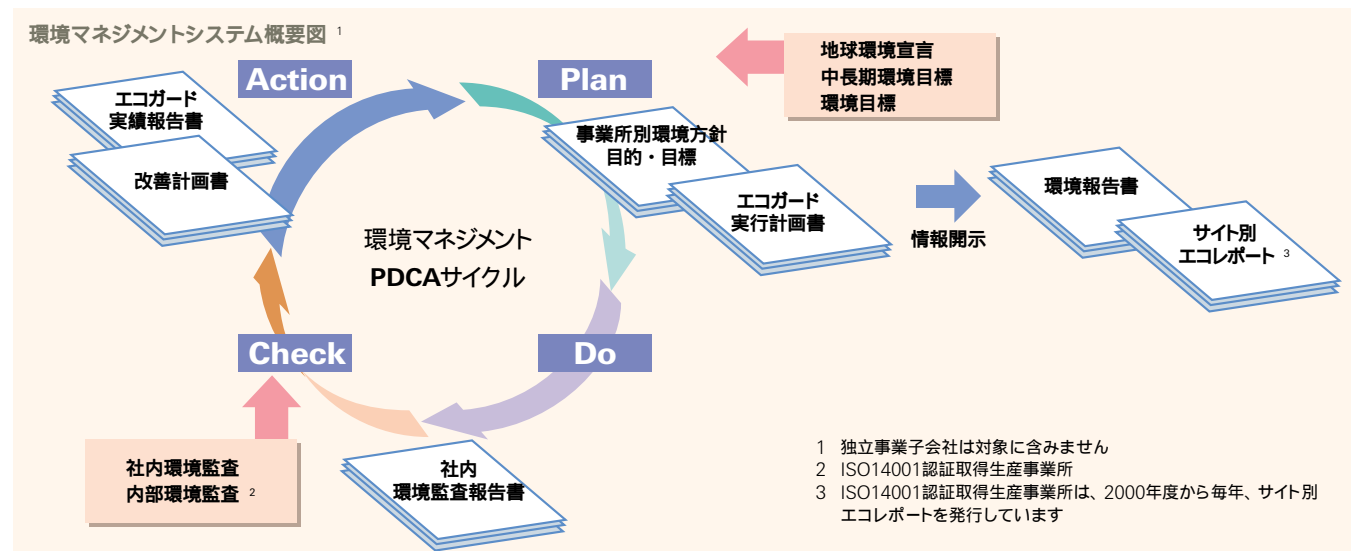 環境マネジメントシステム概要図 1
Action
Plan
地球環境宣言
中長期環境目標
環境目標
エコガード
実績報告書
改善計画書
事業所別環境方針
目的・目標
エコガード
実行計画書
情報開示
環境報告書
サイト別
エコレポート 3
環境マネジメント
PDCAサイクル
Check
Do
社内環境監査
内部環境監査 2
社内
環境監査報告書
1 独立事業子会社は対象に含みません
2 ISO14001認証取得生産事業所
3 ISO14001認証取得生産事業所は、2000年度から毎年、サイト別
エコレポートを発行しています